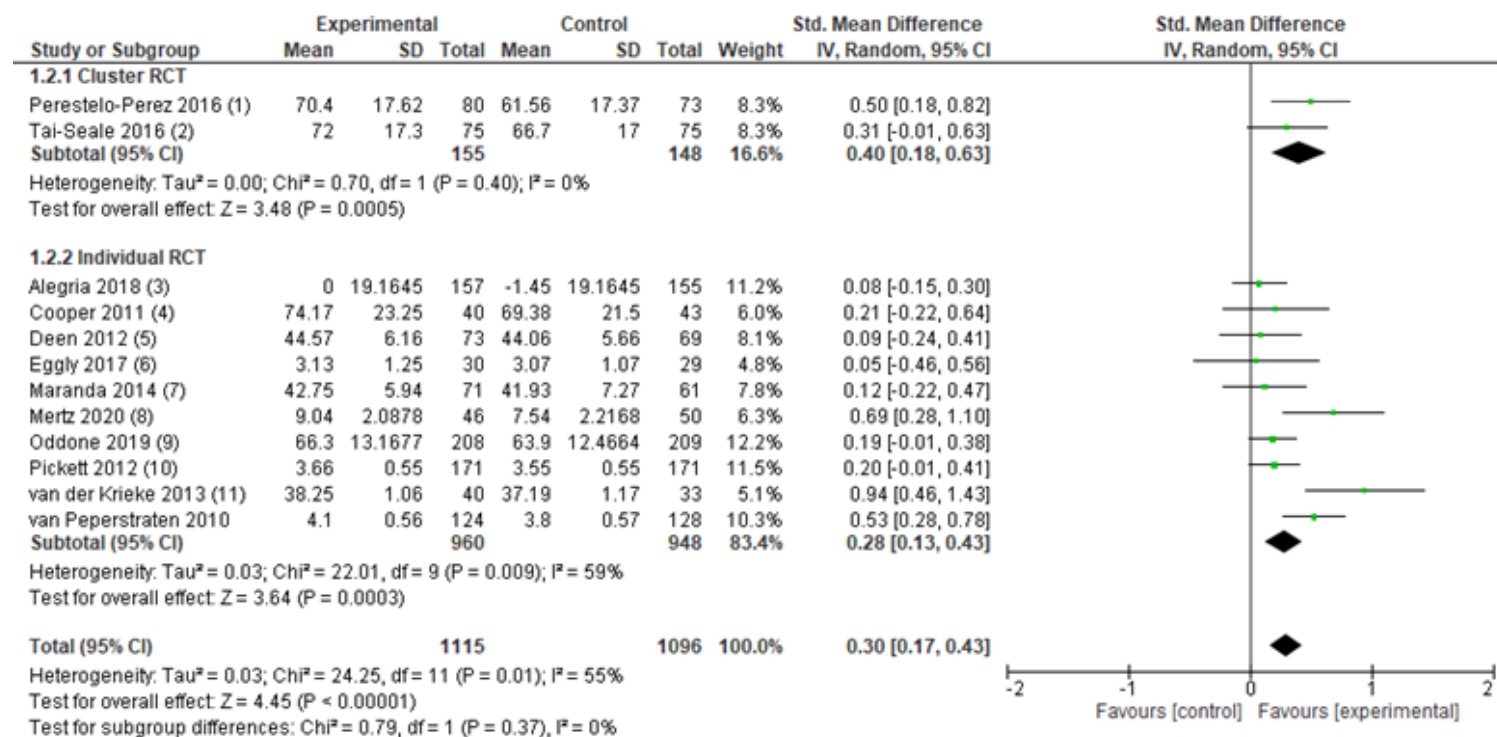 Experimental Control Std. Mean Difference Std. Mean Difference
Study or Subgroup Mean SD Total Mean SD Total Weight IV, Random, 95% CI IV, Random, 95% CI
1.2.1 Cluster RCT
Perestelo-Perez 2016 (1) 70.4 17.62 80 61.56 17.37 73 8.3% 0.50 [0.18, 0.82]
Tai-Seale 2016 (2) 72 17.3 75 66.7 17 75 8.3% 0.31 [-0.01, 0.63]
Subtotal (95% CI) 155 148 16.6% 0.40 [0.18, 0.63]
Heterogeneity: Tau² = 0.00; Chi² = 0.70, df = 1 (P = 0.40); I² = 0%
Test for overall effect: Z = 3.48 (P = 0.0005)
1.2.2 Individual RCT
Alegria 2018 (3) 0 19.1645 157 -1.45 19.1645 155 11.2% 0.08 [-0.15, 0.30]
Cooper 2011 (4) 74.17 23.25 40 69.38 21.5 43 6.0% 0.21 [-0.22, 0.64]
Deen 2012 (5) 44.57 6.16 73 44.06 5.66 69 8.1% 0.09 [-0.24, 0.41]
Eggly 2017 (6) 3.13 1.25 30 3.07 1.07 29 4.8% 0.05 [-0.46, 0.56]
Maranda 2014 (7) 42.75 5.94 71 41.93 7.27 61 7.8% 0.12 [-0.22, 0.47]
Mertz 2020 (8) 9.04 2.0878 46 7.54 2.2168 50 6.3% 0.69 [0.28, 1.10]
Oddone 2019 (9) 66.3 13.1677 208 63.9 12.4664 209 12.2% 0.19 [-0.01, 0.38]
Pickett 2012 (10) 3.66 0.55 171 3.55 0.55 171 11.5% 0.20 [-0.01, 0.41]
van der Krieke 2013 (11) 38.25 1.06 40 37.19 1.17 33 5.1% 0.94 [0.46, 1.43]
van Peperstraten 2010 4.1 0.56 124 3.8 0.57 128 10.3% 0.53 [0.28, 0.78]
Subtotal (95% CI) 960 948 83.4% 0.28 [0.13, 0.43]
Heterogeneity: Tau² = 0.03; Chi² = 22.01, df = 9 (P = 0.009); I² = 59%
Test for overall effect: Z = 3.64 (P = 0.0003)
Total (95% CI) 1115 1096 100.0% 0.30 [0.17, 0.43]
Heterogeneity: Tau² = 0.03; Chi² = 24.25, df = 11 (P = 0.01); I² = 55%
Test for overall effect: Z = 4.45 (P < 0.00001)
Test for subgroup differences: Chi² = 0.79, df = 1 (P = 0.37), I² = 0%
-2 -1 0 1 2
Favours [control] Favours [experimental]